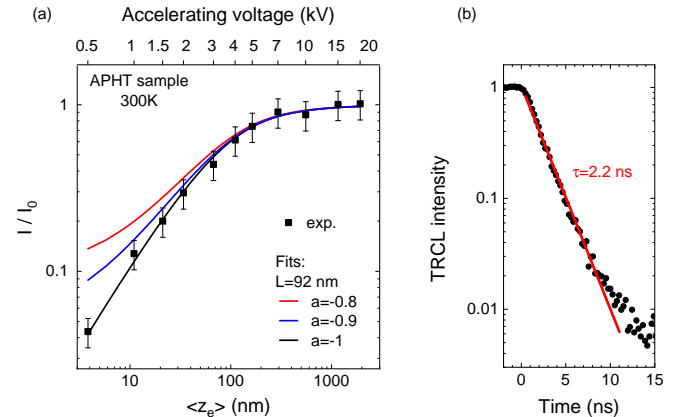 (a)
Accelerating voltage (kV)
0.5 1 1.5 2 3 4 5 7 10 20
APHT sample
300K
1
0.1
I / I0
exp.
Fits:
L=92 nm
a=-0.8
a=-0.9
a=-1
10 100 1000
<ze> (nm)
(b)
1
0.1
0.01
TRCL intensity
τ=2.2 ns
0 5 10 15
Time (ns)